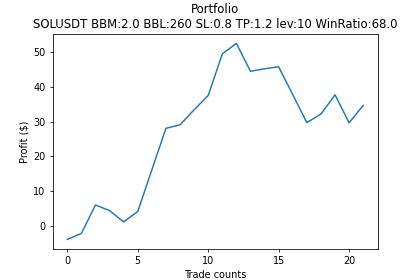 Portfolio
SOLUSDT BBM:2.0 BBL:260 SL:0.8 TP:1.2 lev:10 WinRatio:68.0
50
40
30
20
10
0
Profit ($)
0 5 10 15 20
Trade counts